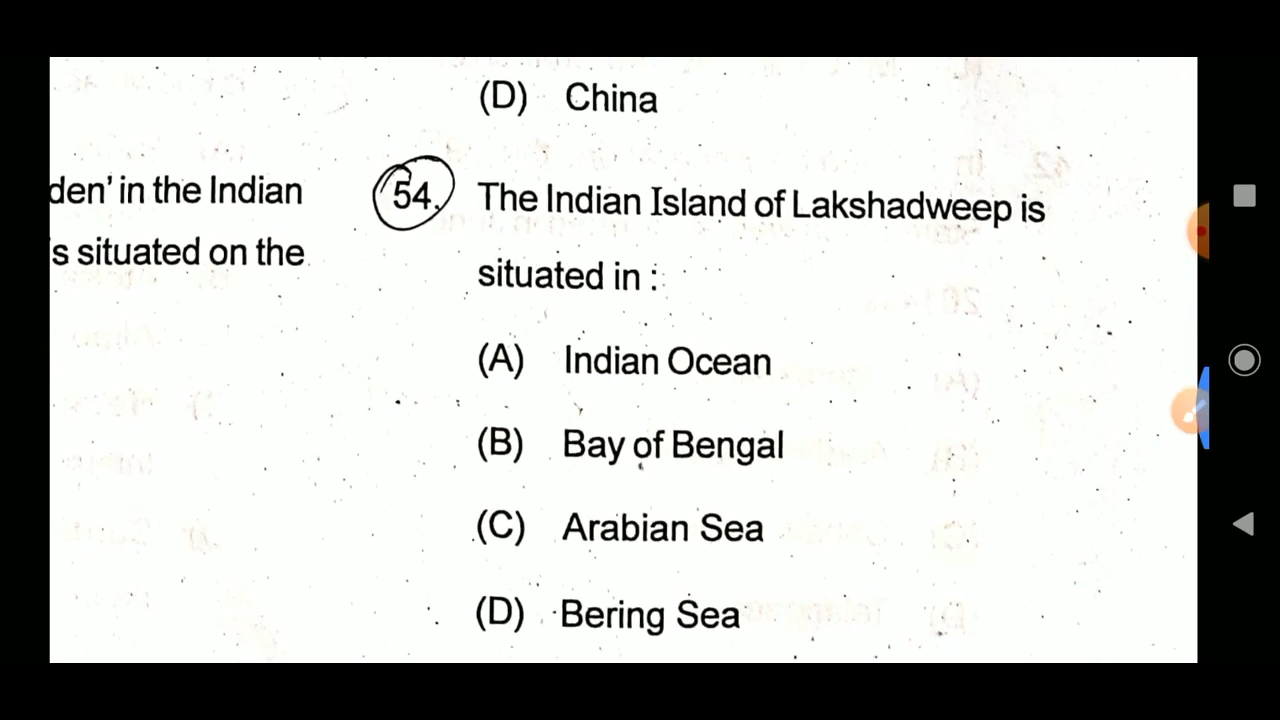 (D) China
den' in the Indian
s situated on the
54. The Indian Island of Lakshadweep is
situated in :
(A) Indian Ocean
(B) Bay of Bengal
(C) Arabian Sea
(D) Bering Sea